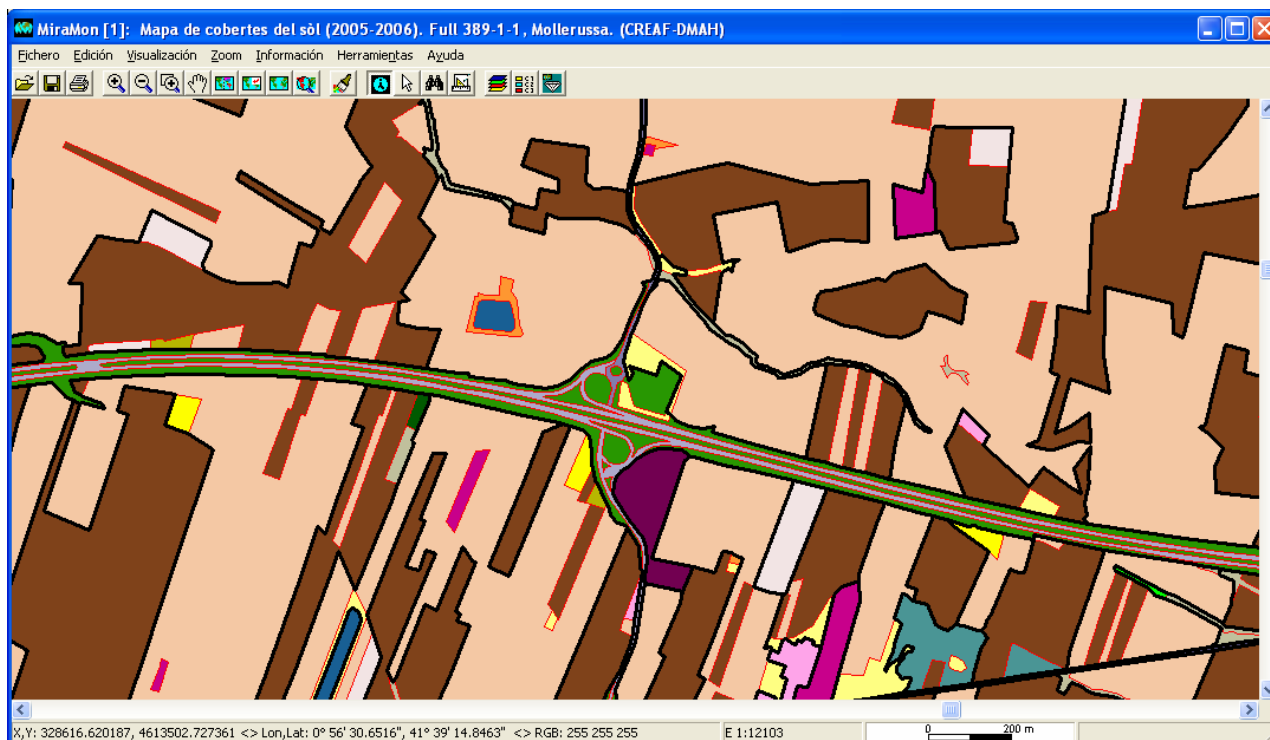 MiraMon [1]: Mapa de cobertes del sòl (2005-2006). Full 389-1-1, Mollerussa. (CREAF-DMAH)
Fichero Edición Visualización Zoom Información Herramientas Ayuda
X,Y: 328616.620187, 4613502.727361 <> Lon,Lat: 0° 56' 30.6516", 41° 39' 14.8463" <> RGB: 255 255 255 E 1:12103 0 200 m